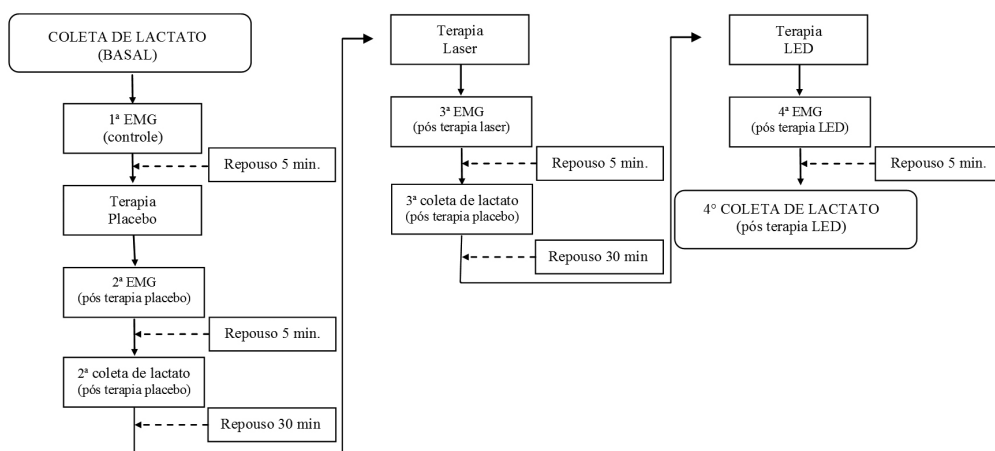 COLETA DE LACTATO
(BASAL)
1ª EMG
(controle)
Repouso 5 min.
Terapia
Placebo
2ª EMG
(pós terapia placebo)
Repouso 5 min.
2ª coleta de lactato
(pós terapia placebo)
Repouso 30 min
Terapia
Laser
3ª EMG
(pós terapia laser)
Repouso 5 min.
3ª coleta de lactato
(pós terapia placebo)
Repouso 30 min
Terapia
LED
4ª EMG
(pós terapia LED)
Repouso 5 min.
4° COLETA DE LACTATO
(pós terapia LED)